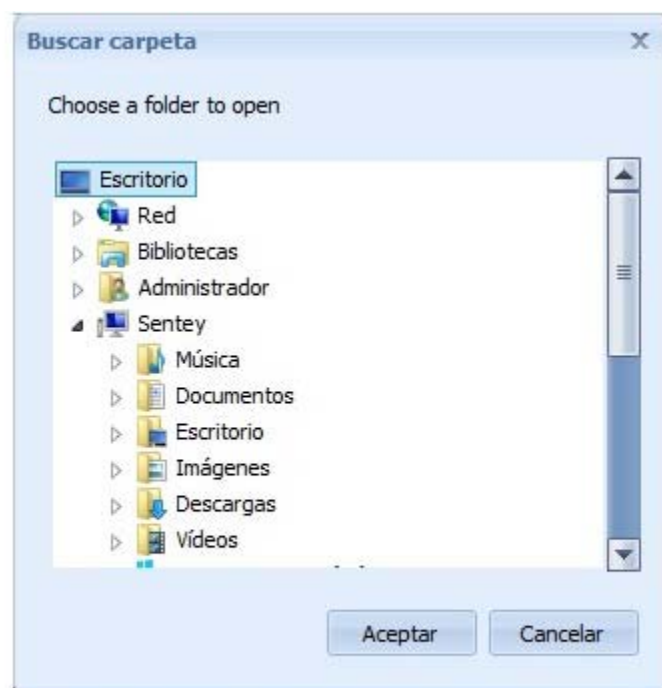 Buscar carpeta
Choose a folder to open
Escritorio
Red
Bibliotecas
Administrador
Sentey
Música
Documentos
Escritorio
Imágenes
Descargas
Vídeos
Aceptar Cancelar